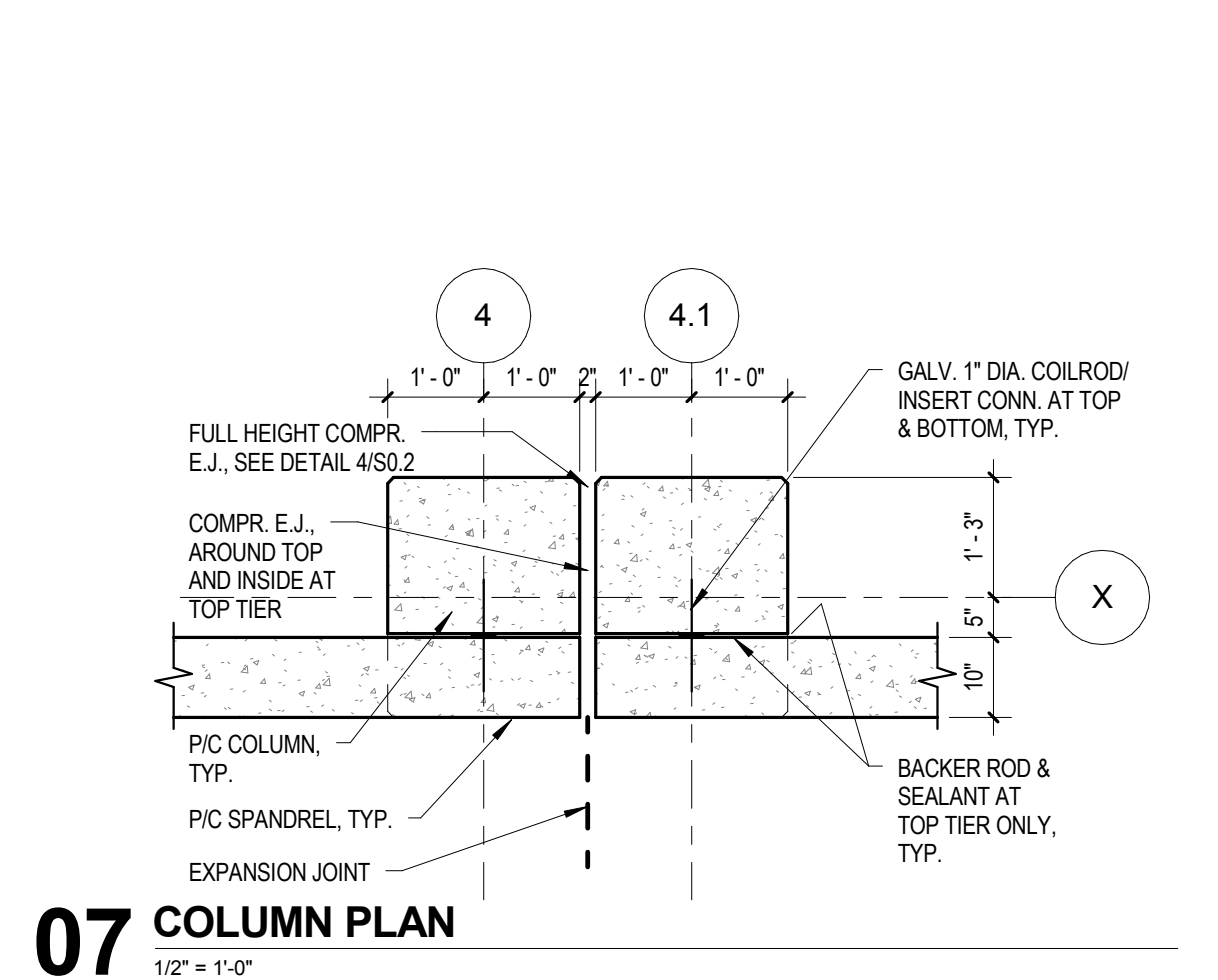 4
4.1
1' - 0"
1' - 0"
2"
1' - 0"
1' - 0"
GALV. 1" DIA. COILROD/
INSERT CONN. AT TOP
& BOTTOM, TYP.
FULL HEIGHT COMPR.
E.J., SEE DETAIL 4/S0.2
COMPR. E.J.,
AROUND TOP
AND INSIDE AT
TOP TIER
1' - 3"
X
5"
10"
P/C COLUMN,
TYP.
P/C SPANDREL, TYP.
EXPANSION JOINT
BACKER ROD &
SEALANT AT
TOP TIER ONLY,
TYP.
07 COLUMN PLAN
1/2" = 1'-0"